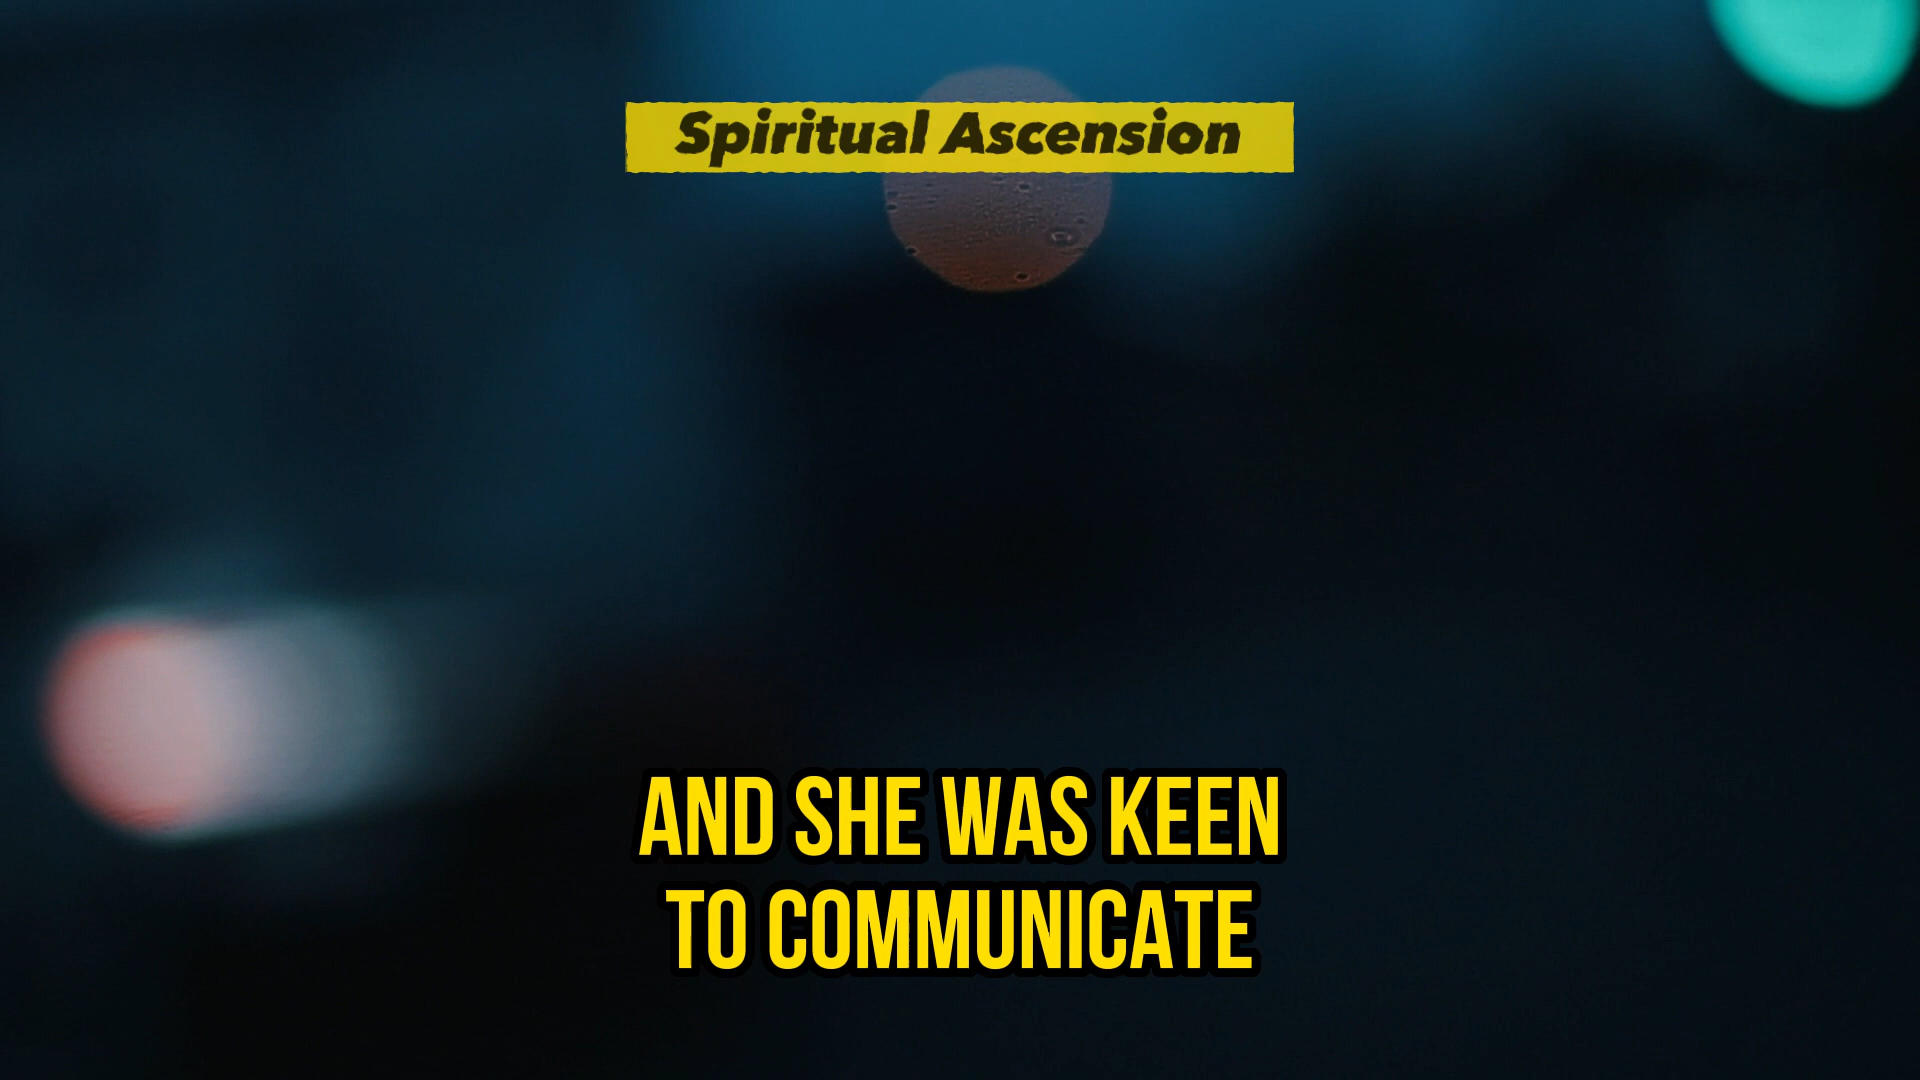 Spiritual Ascension
AND SHE WAS KEEN
TO COMMUNICATE